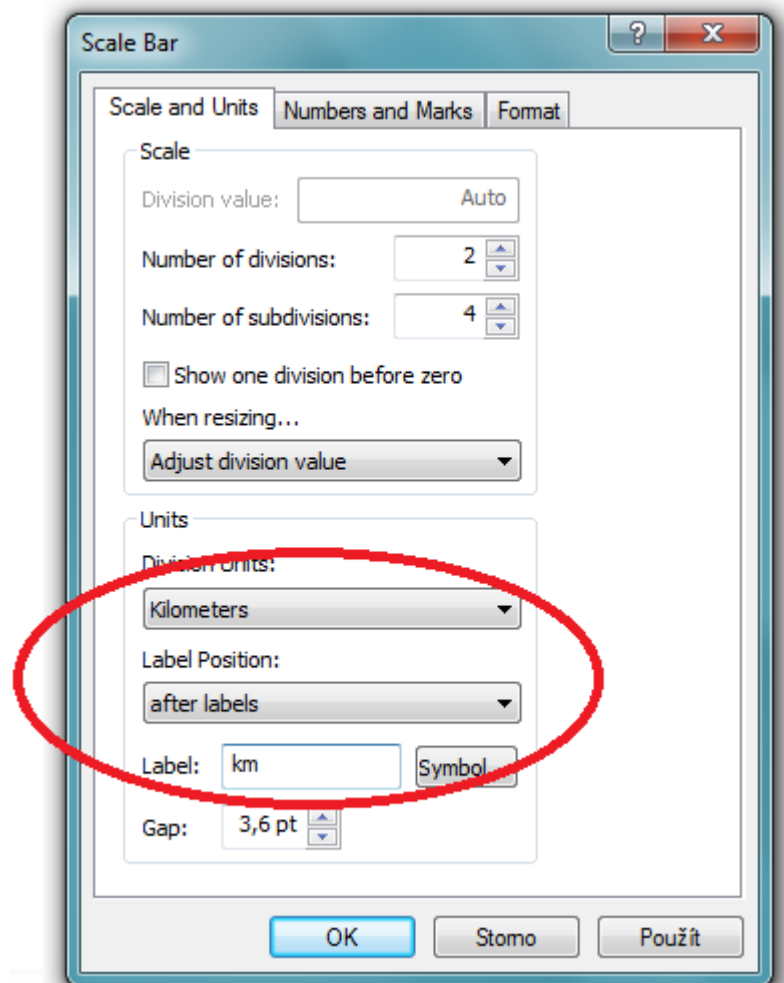 Scale Bar
Scale and Units Numbers and Marks Format
Scale
Division value: Auto
Number of divisions: 2
Number of subdivisions: 4
Show one division before zero
When resizing...
Adjust division value
Units
Division Units:
Kilometers
Label Position:
after labels
Label: km Symbol...
Gap: 3,6 pt
OK Storno Použít